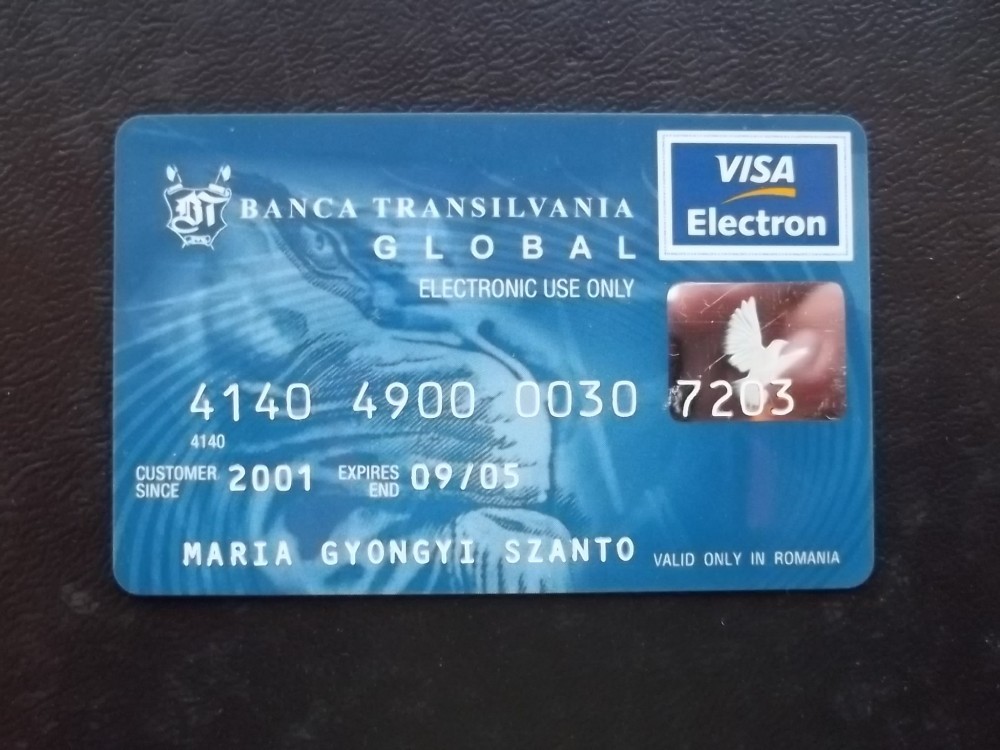 VISA
Electron
BT BANCA TRANSILVANIA
GLOBAL
ELECTRONIC USE ONLY
4140 4900 0030 7203
4140
CUSTOMER SINCE 2001 EXPIRES END 09/05
MARIA GYONGYI SZANTO VALID ONLY IN ROMANIA